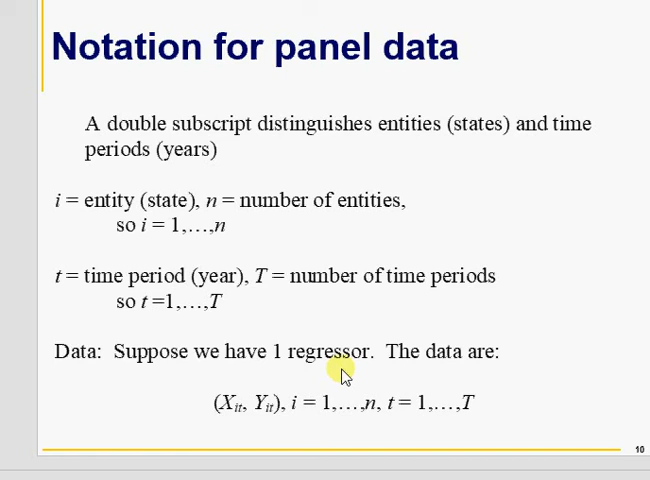 Notation for panel data
A double subscript distinguishes entities (states) and time
periods (years)
i = entity (state), n = number of entities,
so i = 1,…,n
t = time period (year), T = number of time periods
so t =1,…,T
Data: Suppose we have 1 regressor. The data are:
(Xit, Yit), i = 1,…,n, t = 1,…,T
10